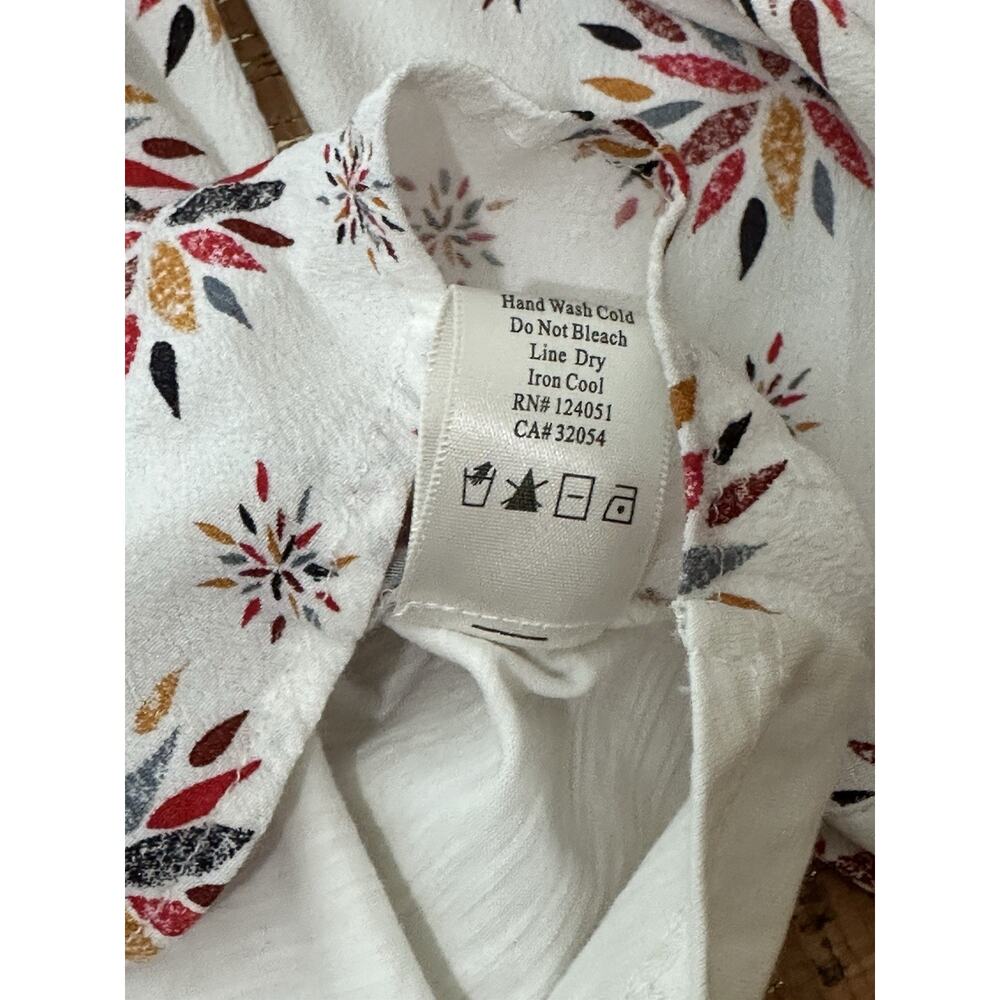 Hand Wash Cold
Do Not Bleach
Line Dry
Iron Cool
RN# 124051
CA# 32054